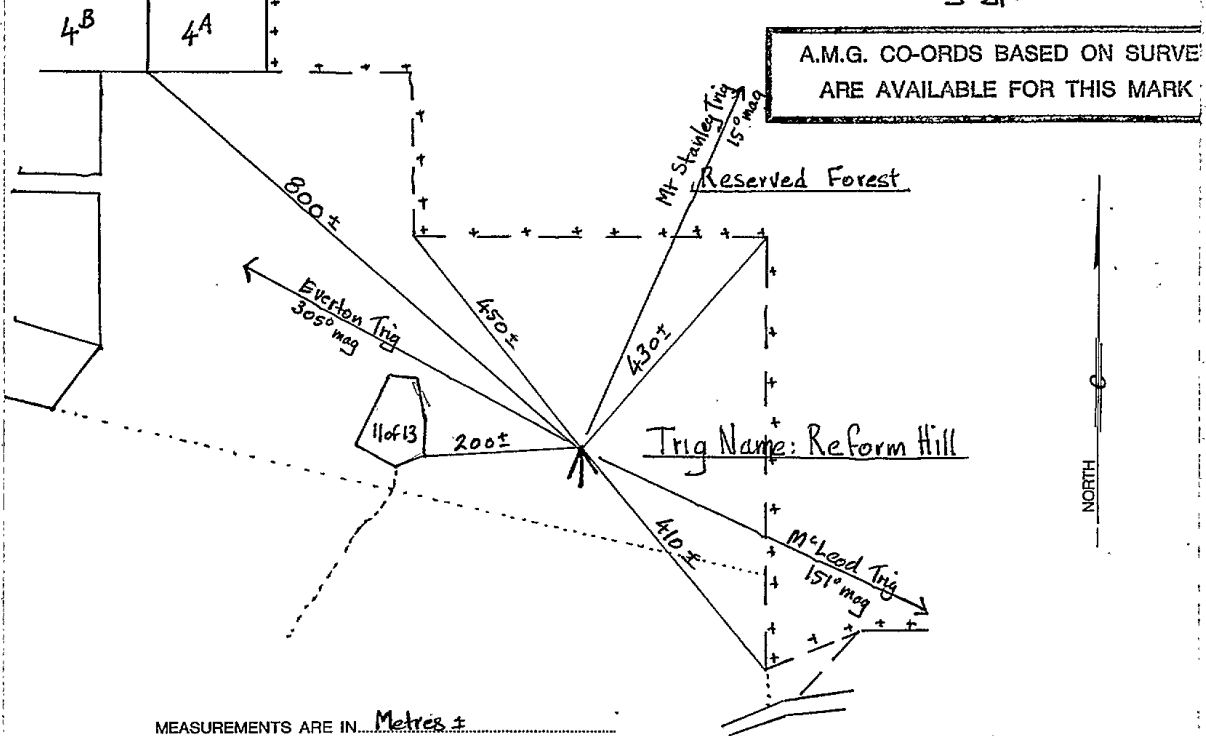 4B
4A
A.M.G. CO-ORDS BASED ON SURVE
ARE AVAILABLE FOR THIS MARK
Mt Stanley Trig
15° mag
Reserved Forest
800±
Everton Trig
305° mag
450±
430±
11of13
200±
Trig Name: Reform Hill
NORTH
410±
McLeod Trig
151° mag
MEASUREMENTS ARE IN Metres ±